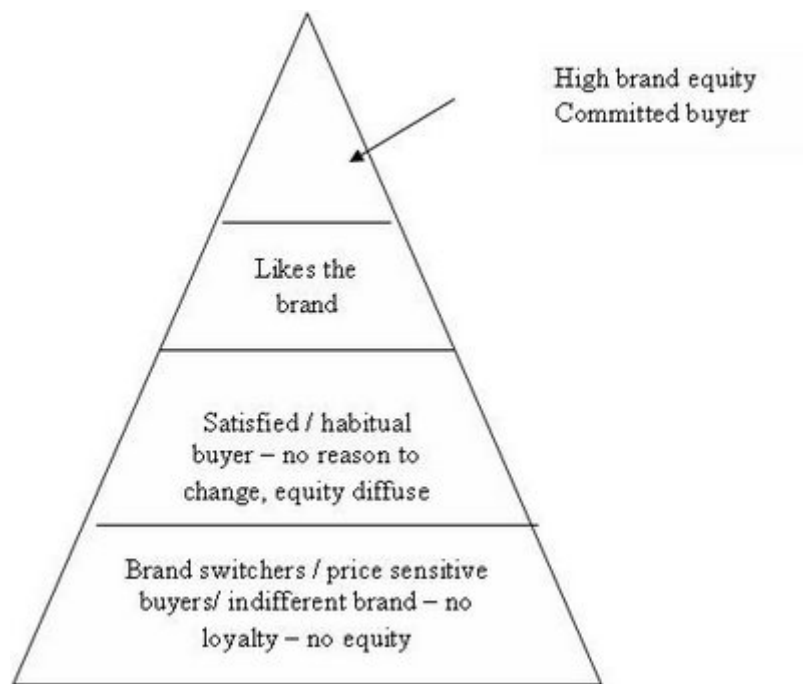 High brand equity
Committed buyer
Likes the
brand
Satisfied / habitual
buyer – no reason to
change, equity diffuse
Brand switchers / price sensitive
buyers/ indifferent brand – no
loyalty – no equity